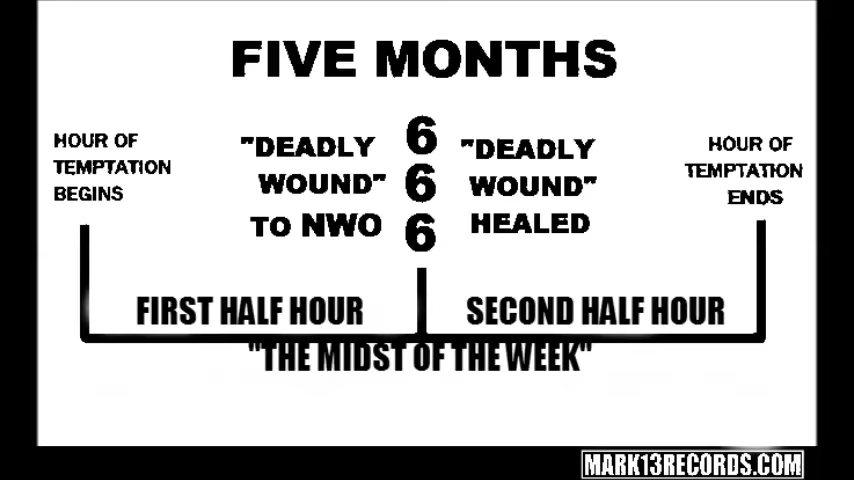 FIVE MONTHS
HOUR OF
TEMPTATION
BEGINS
"DEADLY
WOUND"
TO NWO
6
6
6
"DEADLY
WOUND"
HEALED
HOUR OF
TEMPTATION
ENDS
FIRST HALF HOUR
SECOND HALF HOUR
"THE MIDST OF THE WEEK"
MARK13RECORDS.COM